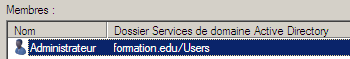 Membres :
Nom Dossier Services de domaine Active Directory
Administrateur formation.edu/Users